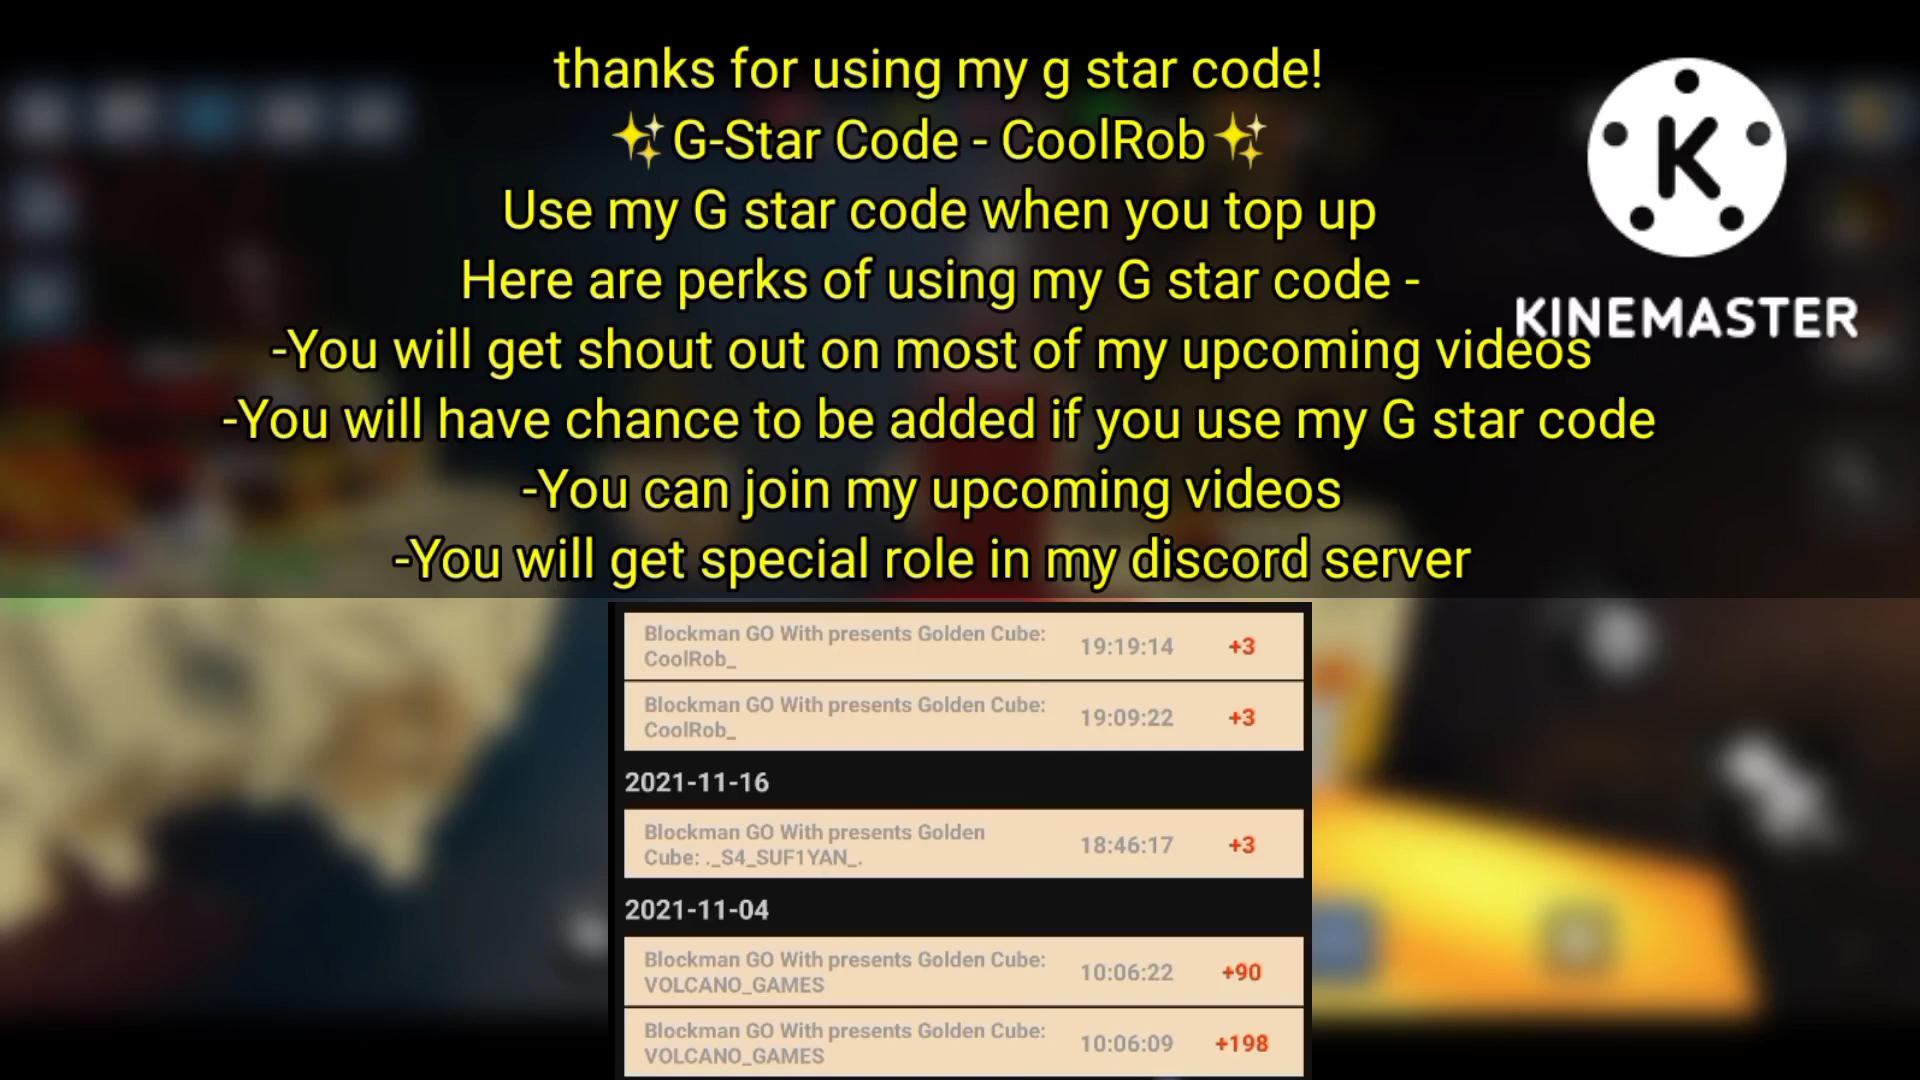 thanks for using my g star code!
✨G-Star Code - CoolRob✨
Use my G star code when you top up
Here are perks of using my G star code -
-You will get shout out on most of my upcoming videos
-You will have chance to be added if you use my G star code
-You can join my upcoming videos
-You will get special role in my discord server
K
KINEMASTER
Blockman GO With presents Golden Cube: 19:19:14 +3
CoolRob_
Blockman GO With presents Golden Cube: 19:09:22 +3
CoolRob_
2021-11-16
Blockman GO With presents Golden 18:46:17 +3
Cube: ._S4_SUF1YAN_.
2021-11-04
Blockman GO With presents Golden Cube: 10:06:22 +90
VOLCANO_GAMES
Blockman GO With presents Golden Cube: 10:06:09 +198
VOLCANO_GAMES